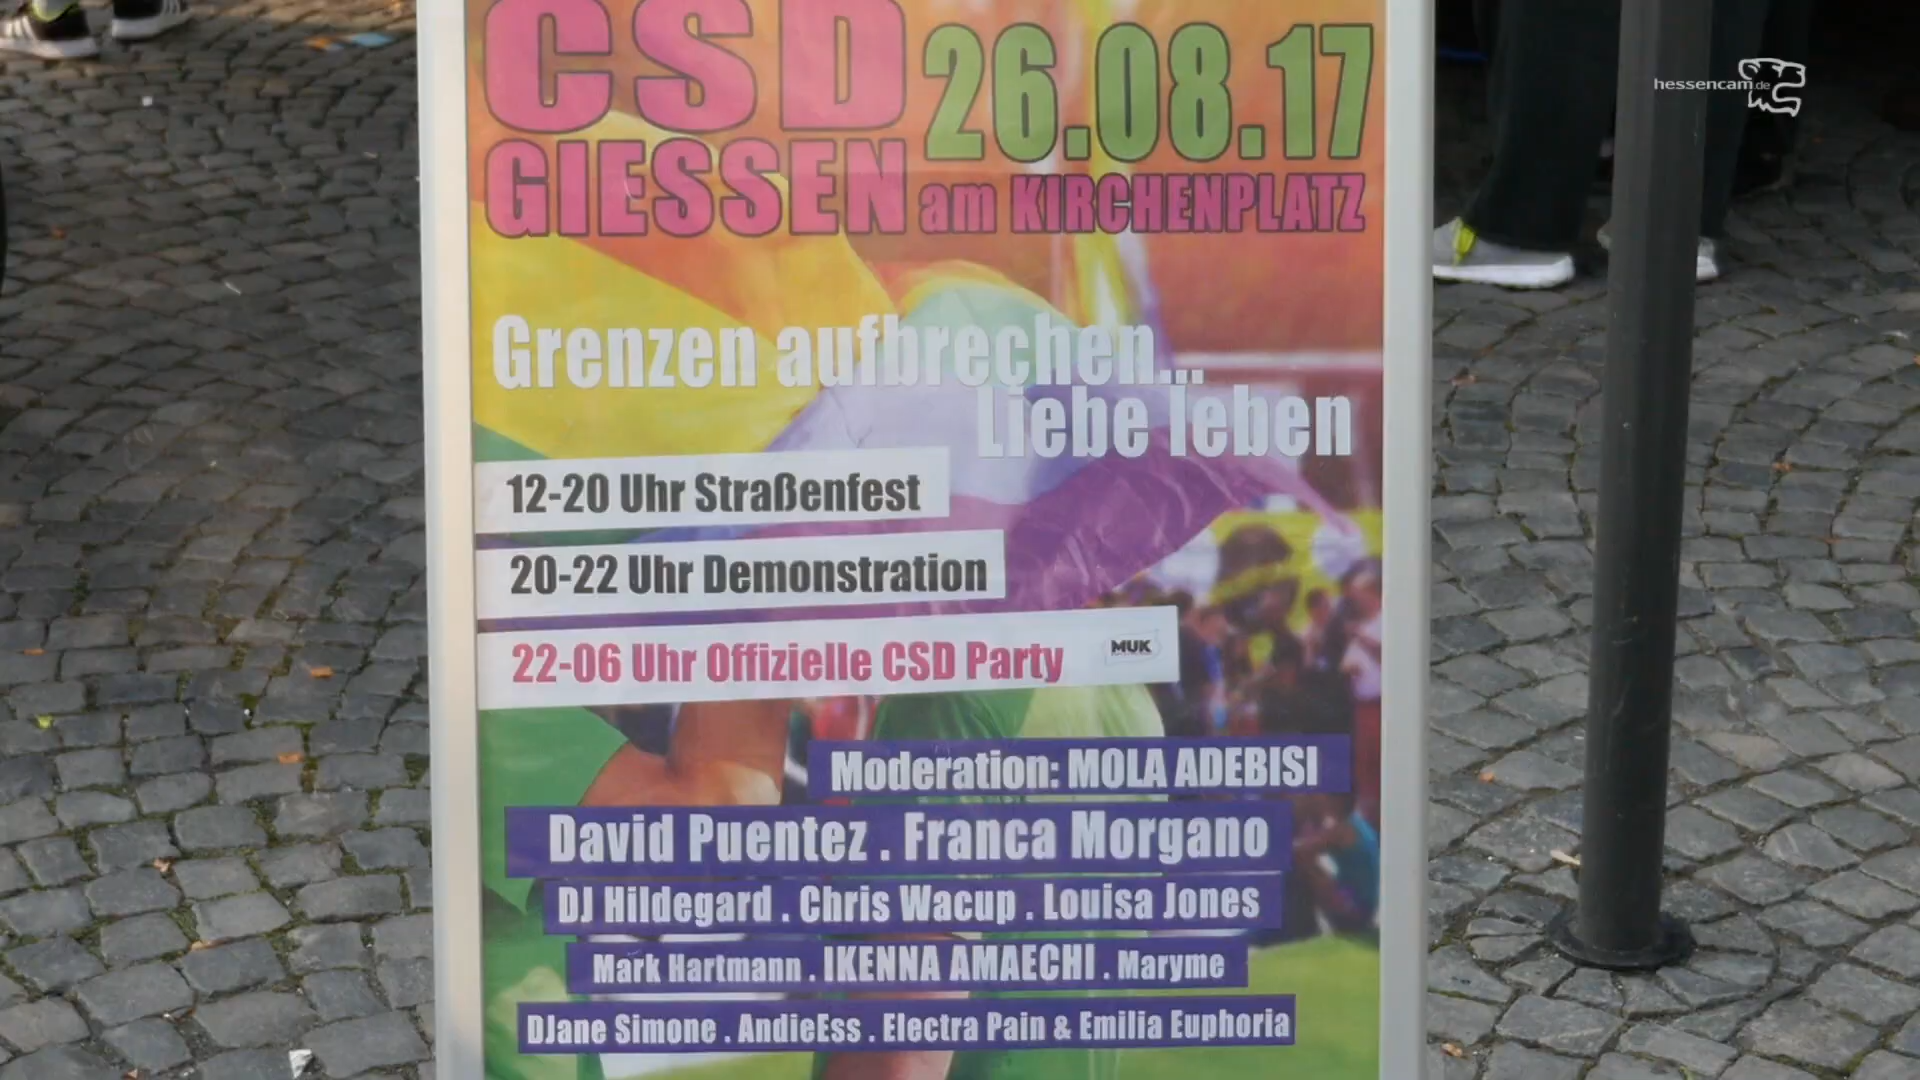 CSD 26.08.17
GIESSEN am KIRCHENPLATZ
hessencam.de
Grenzen aufbrechen...
Liebe leben
12-20 Uhr Straßenfest
20-22 Uhr Demonstration
22-06 Uhr Offizielle CSD Party MUK
Moderation: MOLA ADEBISI
David Puentez . Franca Morgano
DJ Hildegard . Chris Wacup . Louisa Jones
Mark Hartmann . IKENNA AMAECHI . Maryme
DJane Simone . AndieEss . Electra Pain & Emilia Euphoria